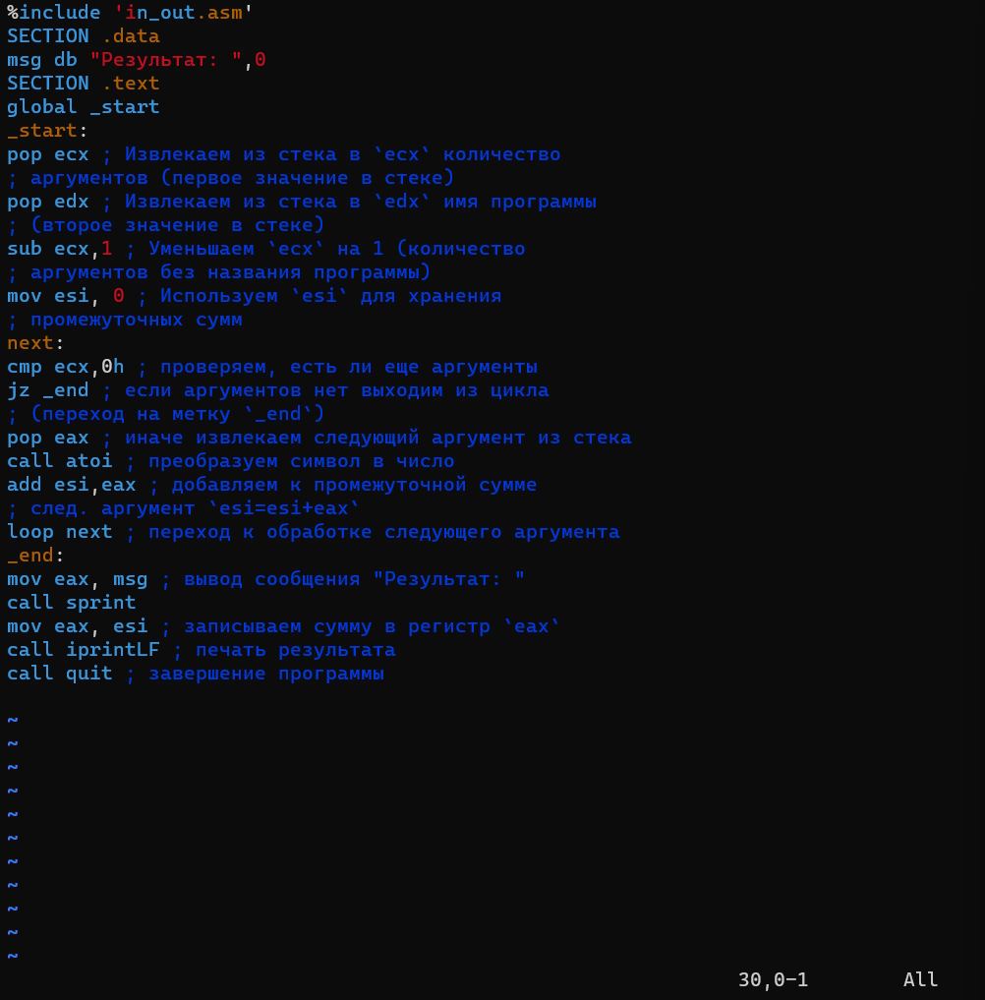 %include 'in_out.asm'
SECTION .data
msg db "Результат: ",0
SECTION .text
global _start
_start:
pop ecx ; Извлекаем из стека в `ecx` количество
; аргументов (первое значение в стеке)
pop edx ; Извлекаем из стека в `edx` имя программы
; (второе значение в стеке)
sub ecx,1 ; Уменьшаем `ecx` на 1 (количество
; аргументов без названия программы)
mov esi, 0 ; Используем `esi` для хранения
; промежуточных сумм
next:
cmp ecx,0h ; проверяем, есть ли еще аргументы
jz _end ; если аргументов нет выходим из цикла
; (переход на метку `_end`)
pop eax ; иначе извлекаем следующий аргумент из стека
call atoi ; преобразуем символ в число
add esi,eax ; добавляем к промежуточной сумме
; след. аргумент `esi=esi+eax`
loop next ; переход к обработке следующего аргумента
_end:
mov eax, msg ; вывод сообщения "Результат: "
call sprint
mov eax, esi ; записываем сумму в регистр `eax`
call iprintLF ; печать результата
call quit ; завершение программы
~
~
~
~
~
~
~
~
~
~
~
30,0-1 All